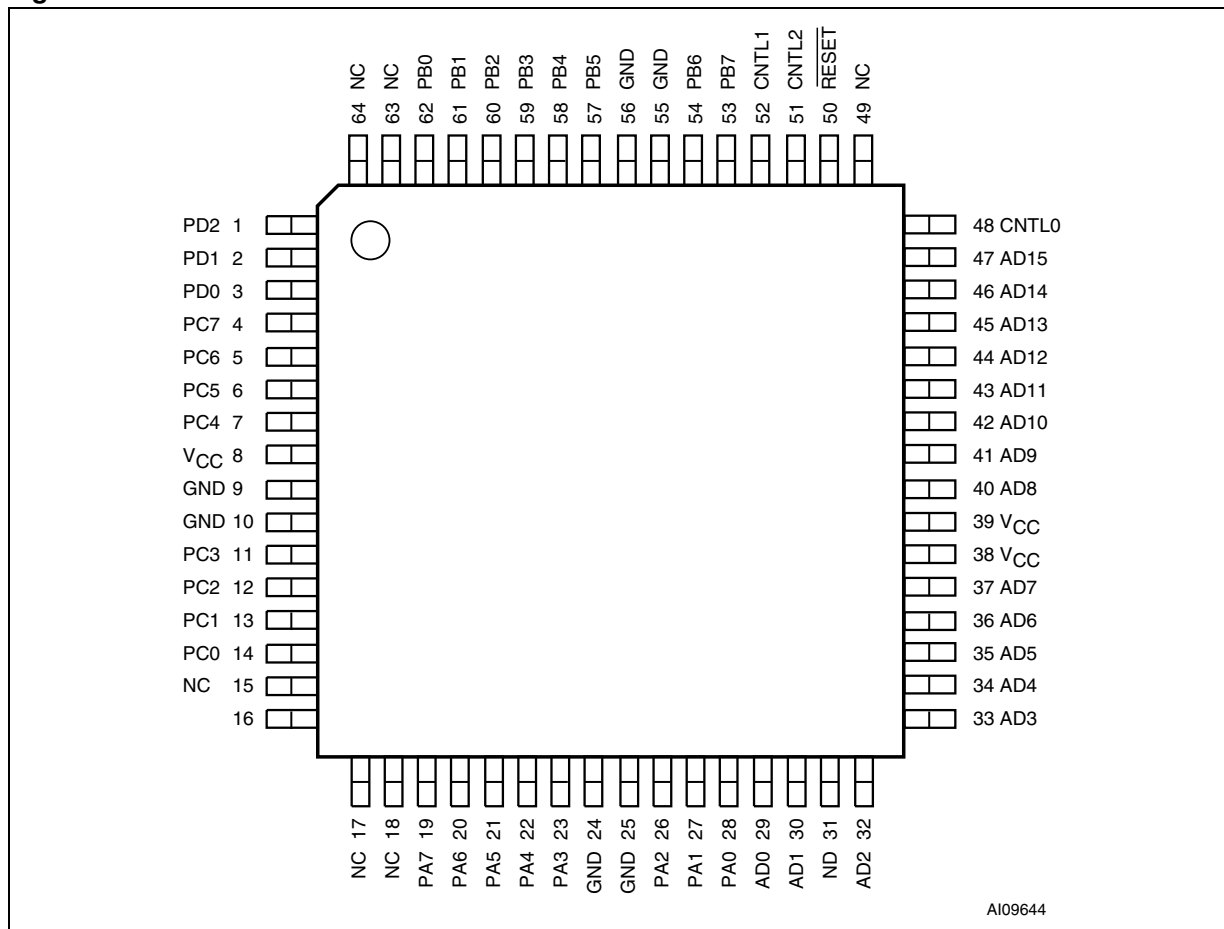 64 NC
63 NC
62 PB0
61 PB1
60 PB2
59 PB3
58 PB4
57 PB5
56 GND
55 GND
54 PB6
53 PB7
52 CNTL1
51 CNTL2
50 RESET
49 NC
PD2 1
PD1 2
PD0 3
PC7 4
PC6 5
PC5 6
PC4 7
VCC 8
GND 9
GND 10
PC3 11
PC2 12
PC1 13
PC0 14
NC 15
16
48 CNTL0
47 AD15
46 AD14
45 AD13
44 AD12
43 AD11
42 AD10
41 AD9
40 AD8
39 VCC
38 VCC
37 AD7
36 AD6
35 AD5
34 AD4
33 AD3
NC 17
NC 18
PA7 19
PA6 20
PA5 21
PA4 22
PA3 23
GND 24
GND 25
PA2 26
PA1 27
PA0 28
AD0 29
AD1 30
ND 31
AD2 32
AI09644